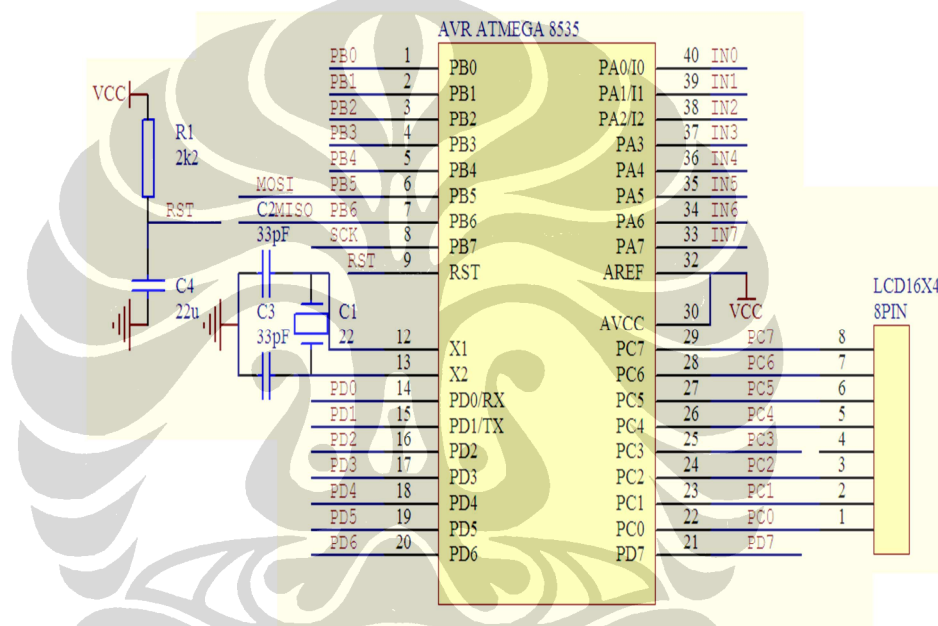 AVR ATMEGA 8535
PB0 1 PB0 PA0/I0 40 IN0
PB1 2 PB1 PA1/I1 39 IN1
PB2 3 PB2 PA2/I2 38 IN2
PB3 4 PB3 PA3 37 IN3
PB4 5 PB4 PA4 36 IN4
MOSI PB5 6 PB5 PA5 35 IN5
MISO PB6 7 PB6 PA6 34 IN6
SCK 8 PB7 PA7 33 IN7
RST 9 RST AREF 32
AVCC 30
VCC
12 X1 PC7 29 PC7 8
13 X2 PC6 28 PC6 7
PD0 14 PD0/RX PC5 27 PC5 6
PD1 15 PD1/TX PC4 26 PC4 5
PD2 16 PD2 PC3 25 PC3 4
PD3 17 PD3 PC2 24 PC2 3
PD4 18 PD4 PC1 23 PC1 2
PD5 19 PD5 PC0 22 PC0 1
PD6 20 PD6 PD7 21 PD7
VCC
R1
2k2
RST
C4
22u
C2
33pF
C3
33pF
C1
22
LCD16X4
8PIN